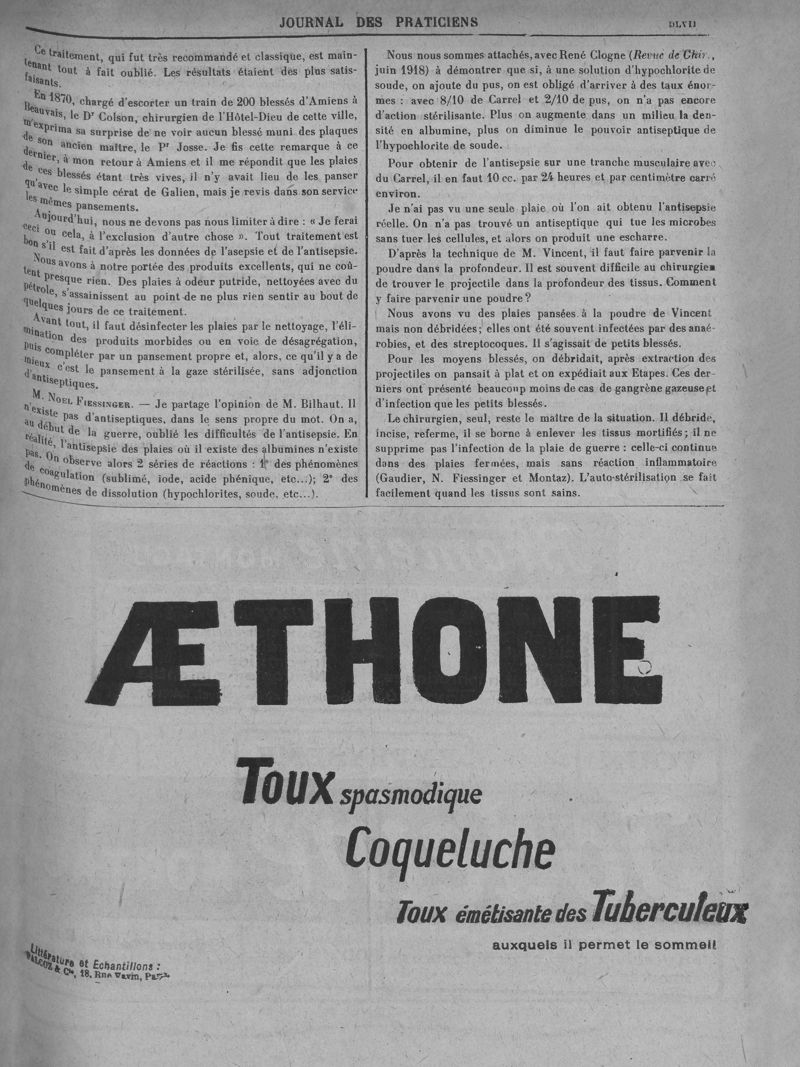 JOURNAL DES PRATICIENS
DLVII
Ce traitement, qui fut très recommandé et classique, est main-
tenant tout à fait oublié. Les résultats étaient des plus satis-
faisants.
En 1870, chargé d'escorter un train de 200 blessés d'Amiens à
Beauvais, le Dr Colson, chirurgien de l'Hôtel-Dieu de cette ville,
m'exprima sa surprise de ne voir aucun blessé muni des plaques
de son ancien maître, le Pr Josse. Je fis cette remarque à ce
dernier, à mon retour à Amiens et il me répondit que les plaies
de ces blessés étant très vives, il n'y avait lieu de les panser
qu'avec le simple cérat de Galien, mais je revis dans son service
les mêmes pansements.
Aujourd'hui, nous ne devons pas nous limiter à dire : « Je ferai
ceci ou cela, à l'exclusion d'autre chose ». Tout traitement est
bon s'il est fait d'après les données de l'asepsie et de l'antisepsie.
Nous avons à notre portée des produits excellents, qui ne coû-
tent presque rien. Des plaies à odeur putride, nettoyées avec du
pétrole, s'assainissent au point de ne plus rien sentir au bout de
quelques jours de ce traitement.
Avant tout, il faut désinfecter les plaies par le nettoyage, l'éli-
mination des produits morbides ou en voie de désagrégation,
puis compléter par un pansement propre et, alors, ce qu'il y a de
mieux c'est le pansement à la gaze stérilisée, sans adjonction
d'antiseptiques.
M. NOEL FIESSINGER. — Je partage l'opinion de M. Bilhaut. Il
n'existe pas d'antiseptiques, dans le sens propre du mot. On a,
au début de la guerre, oublié les difficultés de l'antisepsie. En
réalité, l'antisepsie des plaies où il existe des albumines n'existe
pas. On observe alors 2 séries de réactions : 1° des phénomènes
de coagulation (sublimé, iode, acide phénique, etc...); 2° des
phénomènes de dissolution (hypochlorites, soude, etc...).
Nous nous sommes attachés, avec René Clogne (Revue de Chir.,
juin 1918) à démontrer que si, à une solution d'hypochlorite de
soude, on ajoute du pus, on est obligé d'arriver à des taux énor-
mes : avec 8/10 de Carrel et 2/10 de pus, on n'a pas encore
d'action stérilisante. Plus on augmente dans un milieu la den-
sité en albumine, plus on diminue le pouvoir antiseptique de
l'hypochlorite de soude.
Pour obtenir de l'antisepsie sur une tranche musculaire avec
du Carrel, il en faut 10 cc. par 24 heures et par centimètre carré
environ.
Je n'ai pas vu une seule plaie où l'on ait obtenu l'antisepsie
réelle. On n'a pas trouvé un antiseptique qui tue les microbes
sans tuer les cellules, et alors on produit une escharre.
D'après la technique de M. Vincent, il faut faire parvenir la
poudre dans la profondeur. Il est souvent difficile au chirurgien
de trouver le projectile dans la profondeur des tissus. Comment
y faire parvenir une poudre?
Nous avons vu des plaies pansées à la poudre de Vincent
mais non débridées; elles ont été souvent infectées par des anaé-
robies, et des streptocoques. Il s'agissait de petits blessés.
Pour les moyens blessés, on débridait, après extraction des
projectiles on pansait à plat et on expédiait aux Etapes. Ces der-
niers ont présenté beaucoup moins de cas de gangrène gazeuse et
d'infection que les petits blessés.
Le chirurgien, seul, reste le maître de la situation. Il débride,
incise, referme, il se borne à enlever les tissus mortifiés; il ne
supprime pas l'infection de la plaie de guerre : celle-ci continue
dans des plaies fermées, mais sans réaction inflammatoire
(Gaudier, N. Fiessinger et Montaz). L'auto-stérilisation se fait
facilement quand les tissus sont sains.
ÆTHONE
Toux spasmodique
Coqueluche
Toux émétisante des Tuberculeux
auxquels il permet le sommeil
Littérature et Echantillons :
FALCOZ & Cie, 18, Rue Vavin, Paris.